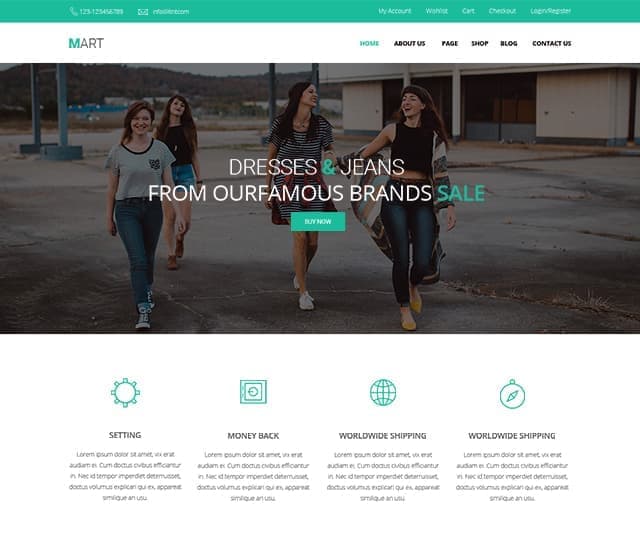 123-123456789 info@lint.com My Account Wishlist Cart Checkout Login/Register
MART HOME ABOUT US PAGE SHOP BLOG CONTACT US
DRESSES & JEANS
FROM OURFAMOUS BRANDS SALE
BUY NOW
SETTING
Lorem ipsum dolor sit amet, vix erat
audiam ei. Cum doctus civibus efficiantur
in. Nec id tempor imperdiet deterruisset,
doctus volumus explicari qui ex, appareat
similique an usu.
MONEY BACK
Lorem ipsum dolor sit amet, vix erat
audiam ei. Cum doctus civibus efficiantur
in. Nec id tempor imperdiet deterruisset,
doctus volumus explicari qui ex, appareat
similique an usu.
WORLDWIDE SHIPPING
Lorem ipsum dolor sit amet, vix erat
audiam ei. Cum doctus civibus efficiantur
in. Nec id tempor imperdiet deterruisset,
doctus volumus explicari qui ex, appareat
similique an usu.
WORLDWIDE SHIPPING
Lorem ipsum dolor sit amet, vix erat
audiam ei. Cum doctus civibus efficiantur
in. Nec id tempor imperdiet deterruisset,
doctus volumus explicari qui ex, appareat
similique an usu.